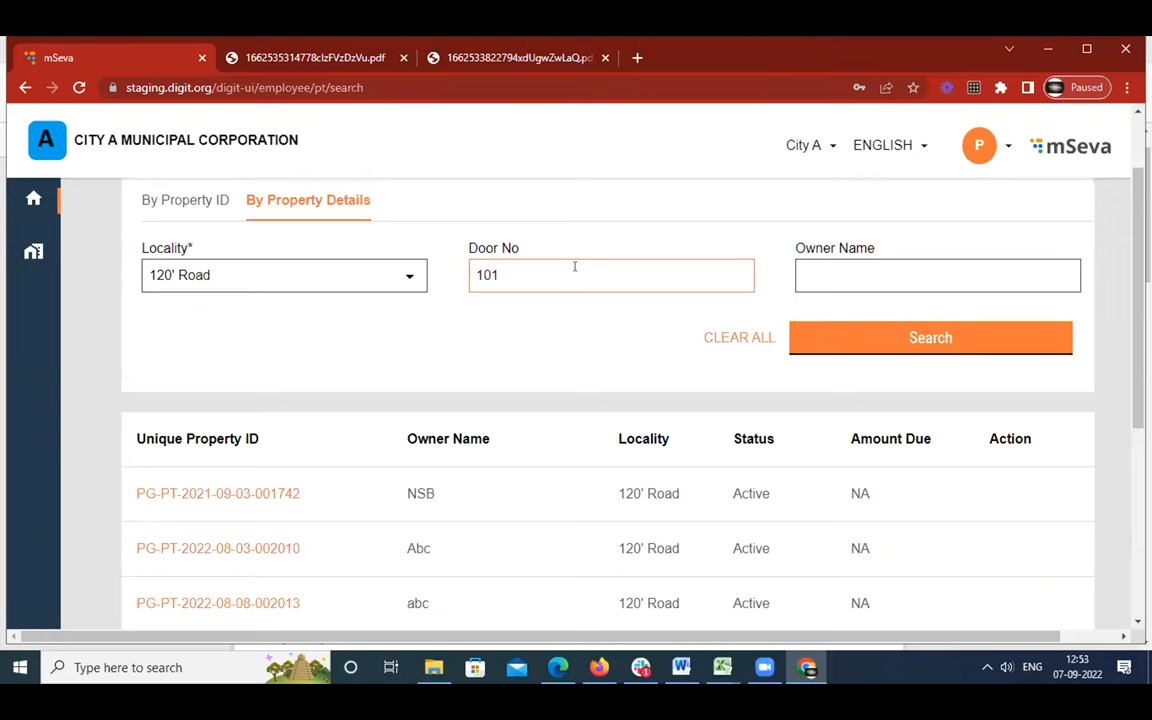 mSeva
1662535314778clzFVzDzVu.pdf
1662533822794xdUgwZwLaQ.pd
staging.digit.org/digit-ui/employee/pt/search
Paused
A
CITY A MUNICIPAL CORPORATION
City A
ENGLISH
P
mSeva
By Property ID
By Property Details
Locality*
Door No
Owner Name
120' Road
101
CLEAR ALL
Search
Unique Property ID Owner Name Locality Status Amount Due Action
PG-PT-2021-09-03-001742 NSB 120' Road Active NA
PG-PT-2022-08-03-002010 Abc 120' Road Active NA
PG-PT-2022-08-08-002013 abc 120' Road Active NA
Type here to search
ENG
12:53
07-09-2022